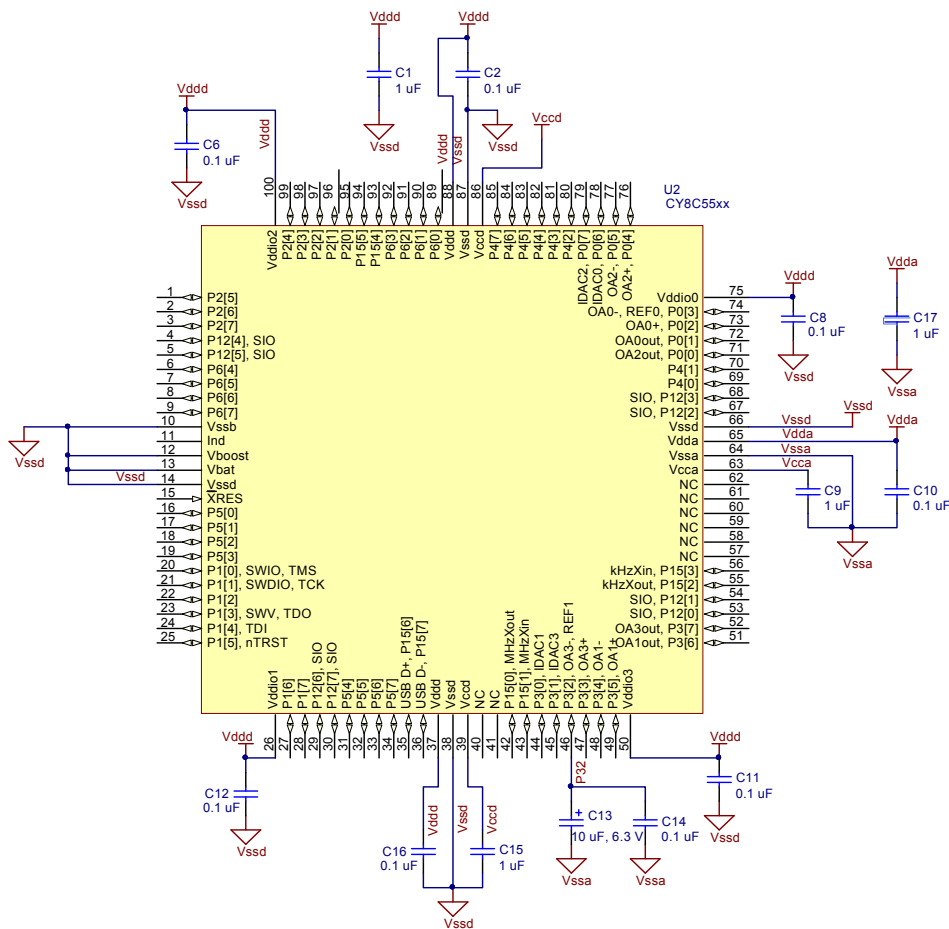 Vddd
C1
1 uF
Vssd
Vddd
C2
0.1 uF
Vssd
Vddd
C6
0.1 uF
Vssd
Vddd
Vddd
Vssd
Vccd
U2
CY8C55xx
100 Vddio2
99 P2[4]
98 P2[3]
97 P2[2]
96 P2[1]
95 P2[0]
94 P15[5]
93 P15[4]
92 P6[3]
91 P6[2]
90 P6[1]
89 P6[0]
88 Vddd
87 Vssd
86 Vccd
85 P4[7]
84 P4[6]
83 P4[5]
82 P4[4]
81 P4[3]
80 P4[2]
79 IDAC2, P0[7]
78 IDAC0, P0[6]
77 OA2-, P0[5]
76 OA2+, P0[4]
1 P2[5]
2 P2[6]
3 P2[7]
4 P12[4], SIO
5 P12[5], SIO
6 P6[4]
7 P6[5]
8 P6[6]
9 P6[7]
10 Vssb
11 Ind
12 Vboost
13 Vbat
14 Vssd
15 XRES
16 P5[0]
17 P5[1]
18 P5[2]
19 P5[3]
20 P1[0], SWIO, TMS
21 P1[1], SWDIO, TCK
22 P1[2]
23 P1[3], SWV, TDO
24 P1[4], TDI
25 P1[5], nTRST
Vssd
Vssd
Vddio0 75
OA0-, REF0, P0[3] 74
OA0+, P0[2] 73
OA0out, P0[1] 72
OA2out, P0[0] 71
P4[1] 70
P4[0] 69
SIO, P12[3] 68
SIO, P12[2] 67
Vssd 66
Vdda 65
Vssa 64
Vcca 63
NC 62
NC 61
NC 60
NC 59
NC 58
NC 57
kHzXin, P15[3] 56
kHzXout, P15[2] 55
SIO, P12[1] 54
SIO, P12[0] 53
OA3out, P3[7] 52
OA1out, P3[6] 51
Vddd
C8
0.1 uF
Vssd
Vdda
C17
1 uF
Vssa
Vssd
Vssd
Vdda
Vdda
Vssa
Vcca
C9
1 uF
C10
0.1 uF
Vssa
Vddio1 26
P1[6] 27
P1[7] 28
P12[6], SIO 29
P12[7], SIO 30
P5[4] 31
P5[5] 32
P5[6] 33
P5[7] 34
USB D+, P15[6] 35
USB D-, P15[7] 36
Vddd 37
Vssd 38
Vccd 39
NC 40
NC 41
P15[0], MHzXout 42
P15[1], MHzXin 43
P3[0], IDAC1 44
P3[1], IDAC3 45
P3[2], OA3-, REF1 46
P3[3], OA3+ 47
P3[4], OA1- 48
P3[5], OA1+ 49
Vddio3 50
Vddd
C12
0.1 uF
Vssd
Vddd
Vssd
Vccd
C16
0.1 uF
C15
1 uF
Vssd
P32
+
C13
10 uF, 6.3 V
Vssa
C14
0.1 uF
Vssa
Vddd
C11
0.1 uF
Vssd